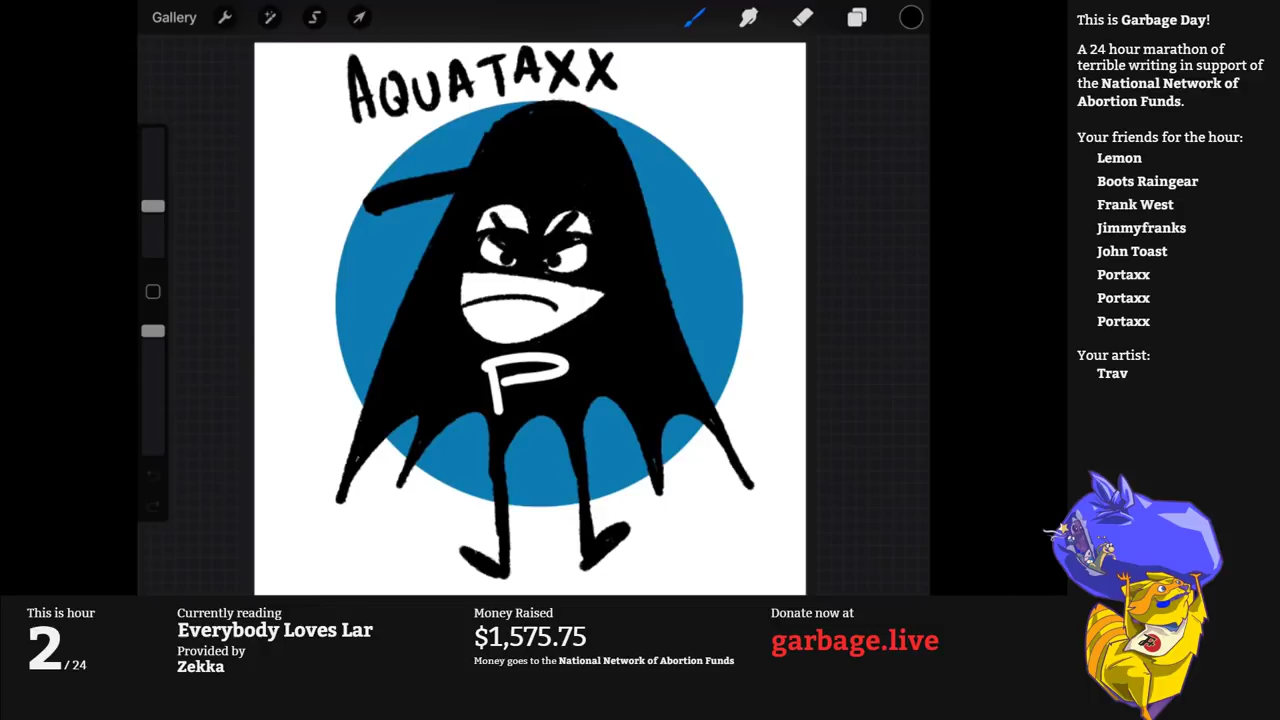 Gallery
AQUATAXX
P
This is Garbage Day!
A 24 hour marathon of
terrible writing in support of
the National Network of
Abortion Funds.
Your friends for the hour:
Lemon
Boots Raingear
Frank West
Jimmyfranks
John Toast
Portaxx
Portaxx
Portaxx
Your artist:
Trav
This is hour
2 / 24
Currently reading
Everybody Loves Lar
Provided by
Zekka
Money Raised
$1,575.75
Money goes to the National Network of Abortion Funds
Donate now at
garbage.live